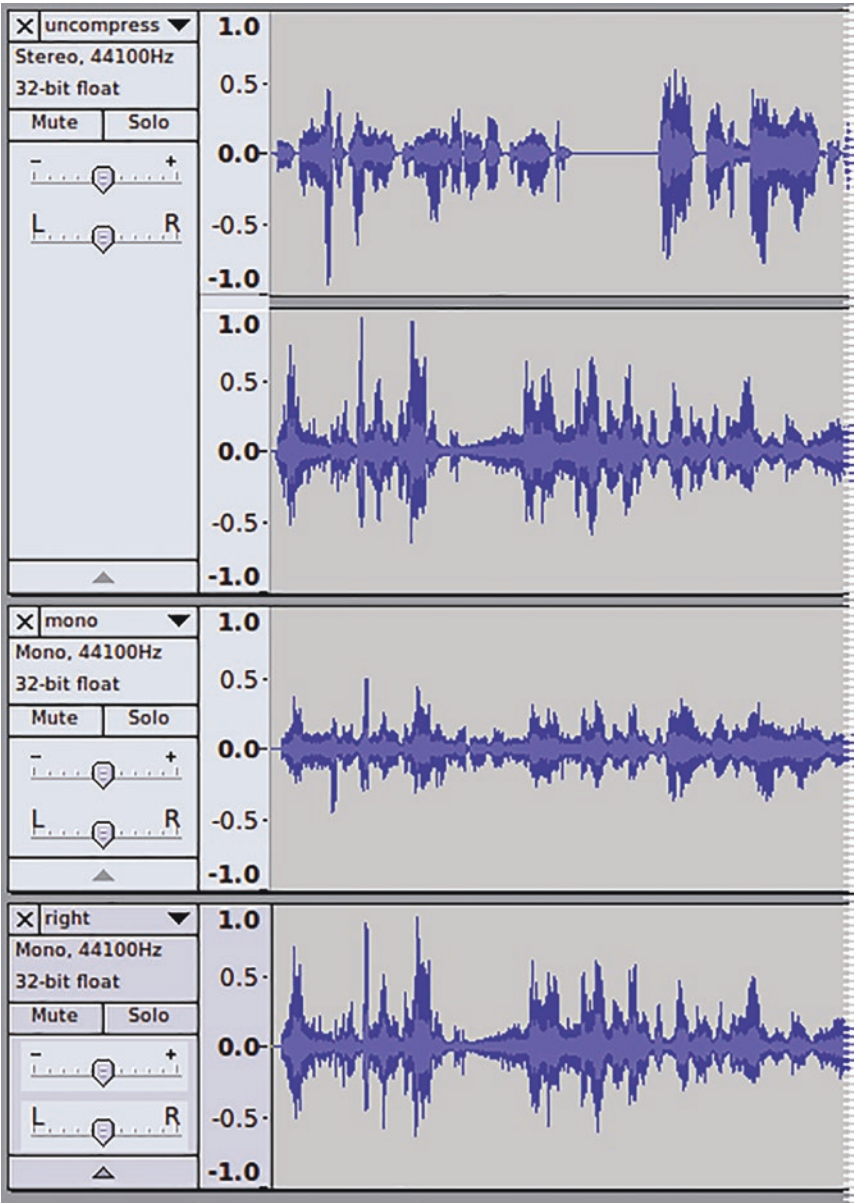 uncompress
Stereo, 44100Hz
32-bit float
Mute Solo
- +
L R
1.0
0.5
0.0
-0.5
-1.0
1.0
0.5
0.0
-0.5
-1.0
mono
Mono, 44100Hz
32-bit float
Mute Solo
- +
L R
1.0
0.5
0.0
-0.5
-1.0
right
Mono, 44100Hz
32-bit float
Mute Solo
- +
L R
1.0
0.5
0.0
-0.5
-1.0